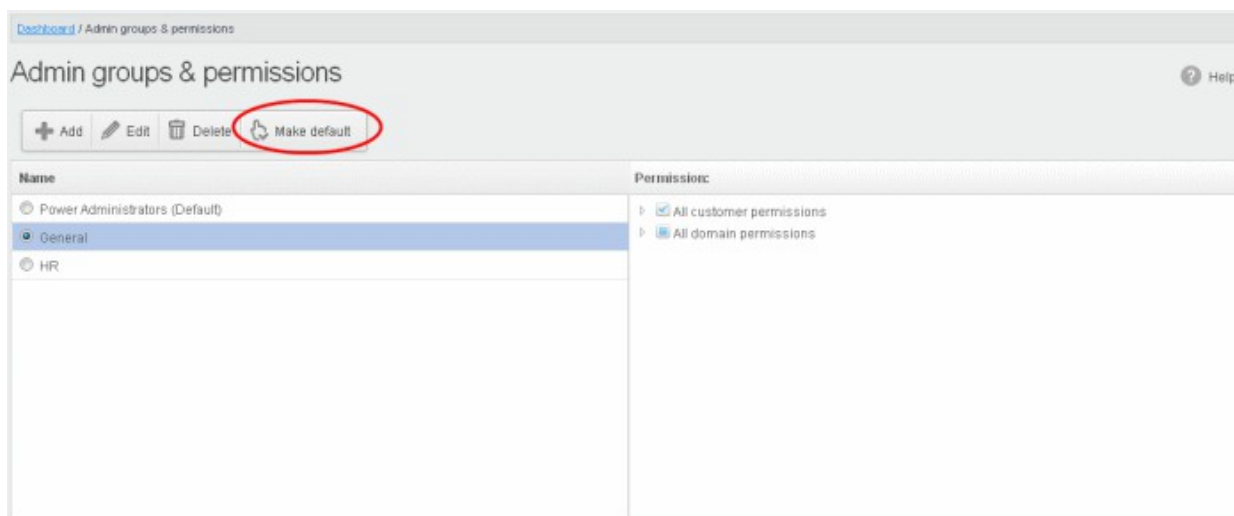 Dashboard / Admin groups & permissions
Admin groups & permissions
Help
Add Edit Delete Make default
Name Permission:
Power Administrators (Default)
All customer permissions
General
All domain permissions
HR